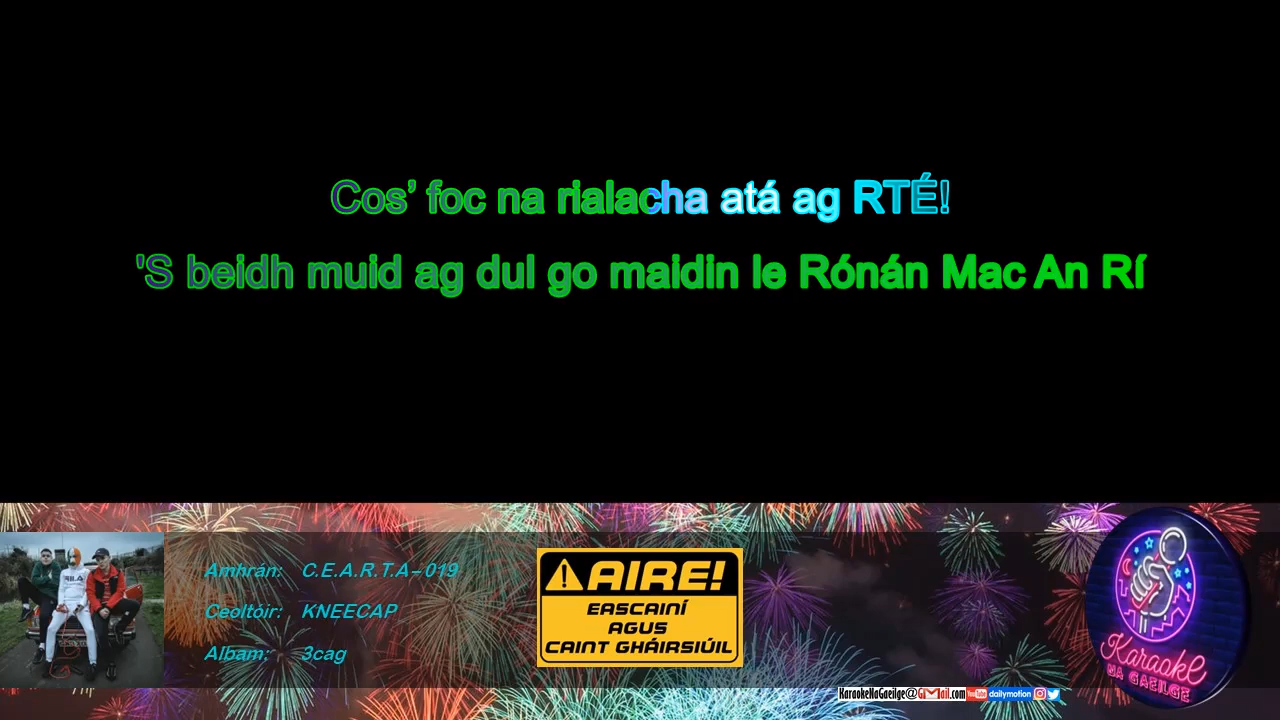 Cos’ foc na rialacha atá ag RTÉ!
'S beidh muid ag dul go maidin le Rónán Mac An Rí
Amhrán: C.E.A.R.T.A-019
Ceoltóir: KNEECAP
Albam: 3cag
AIRE!
EASCAINÍ
AGUS
CAINT GHÁIRSIÚIL
Karaoke
NA GAEILGE
KaraokeNaGaeilge@GMail.com YouTube dailymotion